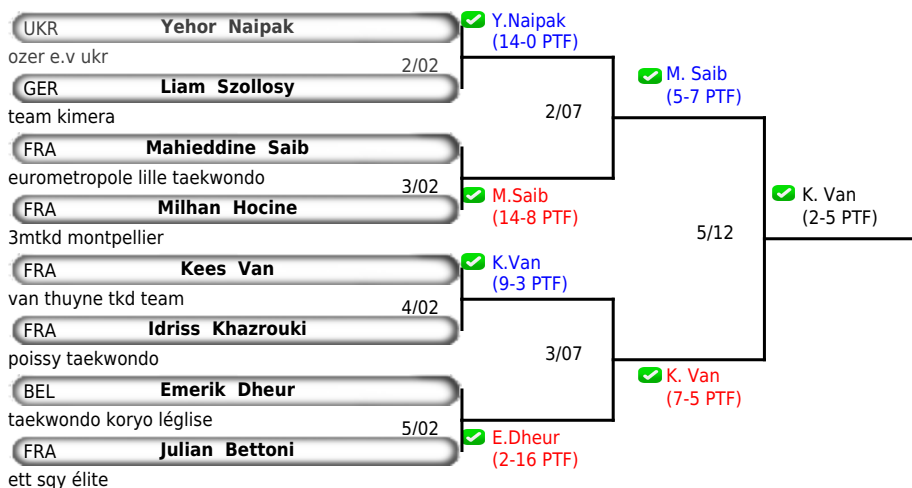 UKR Yehor Naipak
ozer e.v ukr
2/02
GER Liam Szollosy
team kimera
Y.Naipak
(14-0 PTF)
2/07
FRA Mahieddine Saib
eurometropole lille taekwondo
3/02
FRA Milhan Hocine
3mtkd montpellier
M.Saib
(14-8 PTF)
M. Saib
(5-7 PTF)
5/12
K. Van
(2-5 PTF)
FRA Kees Van
van thuyne tkd team
4/02
FRA Idriss Khazrouki
poissy taekwondo
K.Van
(9-3 PTF)
3/07
BEL Emerik Dheur
taekwondo koryo léglise
5/02
FRA Julian Bettoni
ett sqy élite
E.Dheur
(2-16 PTF)
K. Van
(7-5 PTF)